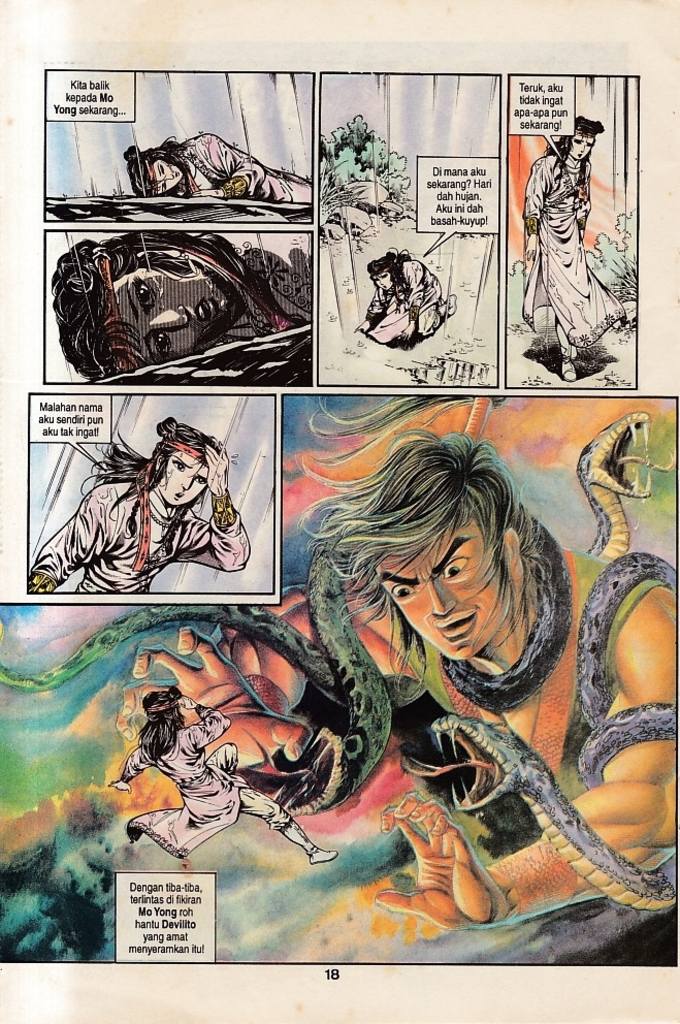 Kita balik
kepada Mo
Yong sekarang...
Di mana aku
sekarang? Hari
dah hujan.
Aku ini dah
basah-kuyup!
Teruk, aku
tidak ingat
apa-apa pun
sekarang!
Malahan nama
aku sendiri pun
aku tak ingat!
Dengan tiba-tiba,
terlintas di fikiran
Mo Yong roh
hantu Devilito
yang amat
menyeramkan itu!
18